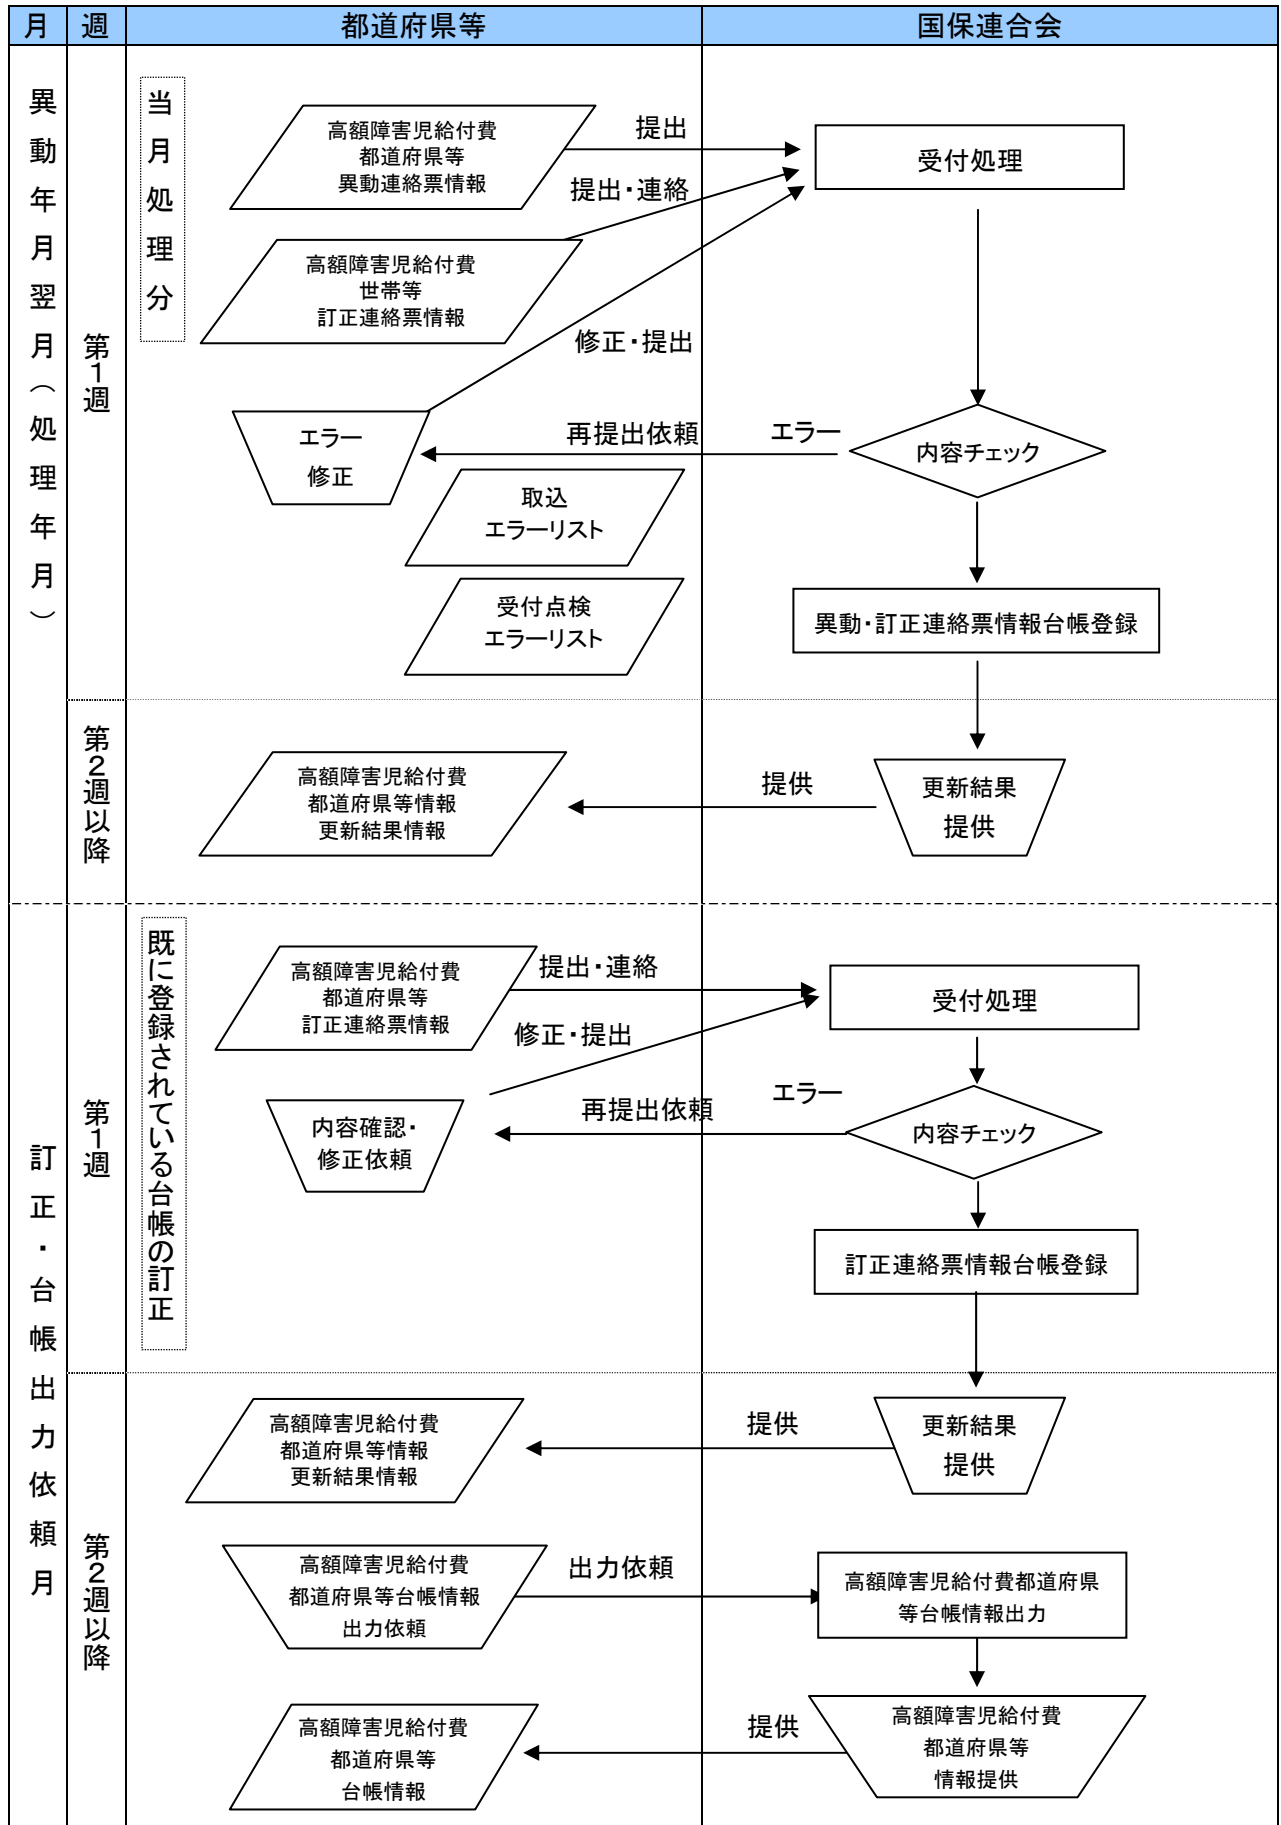 月
週
都道府県等
国保連合会
異動年月翌月（処理年月）
第1週
当月処理分
高額障害児給付費
都道府県等
異動連絡票情報
提出
受付処理
提出・連絡
高額障害児給付費
世帯等
訂正連絡票情報
修正・提出
エラー
修正
再提出依頼
エラー
内容チェック
取込
エラーリスト
受付点検
エラーリスト
異動・訂正連絡票情報台帳登録
第2週以降
高額障害児給付費
都道府県等情報
更新結果情報
提供
更新結果
提供
訂正・台帳出力依頼月
第1週
既に登録されている台帳の訂正
高額障害児給付費
都道府県等
訂正連絡票情報
提出・連絡
受付処理
修正・提出
内容確認・
修正依頼
再提出依頼
エラー
内容チェック
訂正連絡票情報台帳登録
第2週以降
高額障害児給付費
都道府県等情報
更新結果情報
提供
更新結果
提供
高額障害児給付費
都道府県等台帳情報
出力依頼
出力依頼
高額障害児給付費都道府県
等台帳情報出力
高額障害児給付費
都道府県等
台帳情報
提供
高額障害児給付費
都道府県等
情報提供